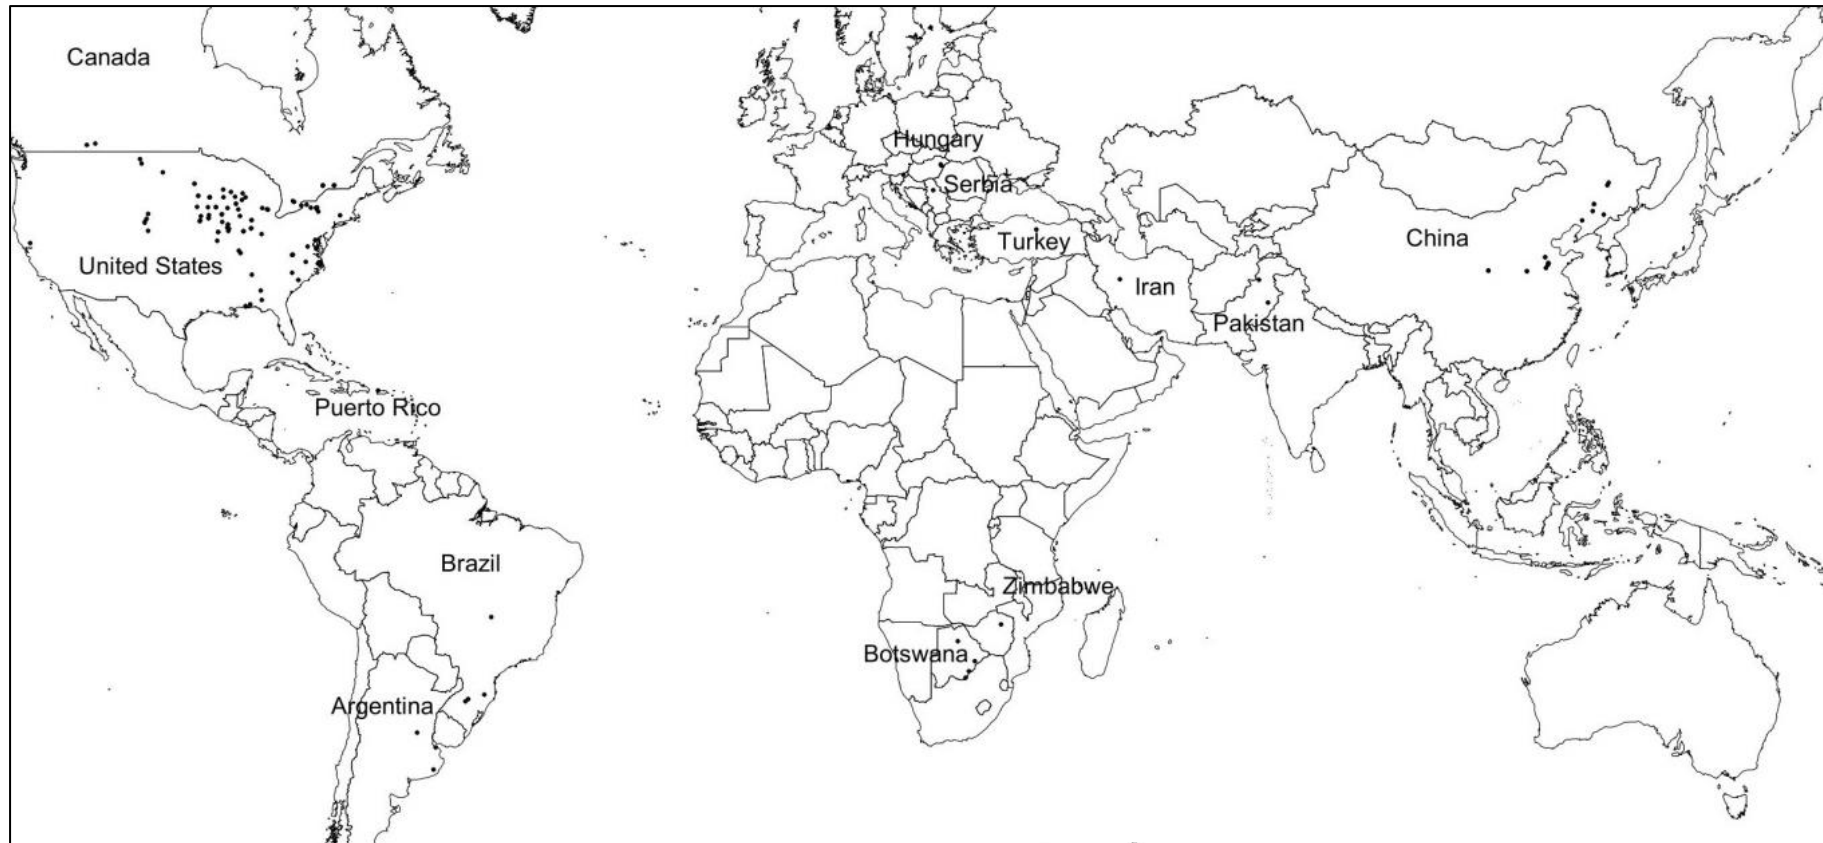 Canada
Hungary
Serbia
United States
Turkey
China
Iran
Pakistan
Puerto Rico
Brazil
Zimbabwe
Botswana
Argentina